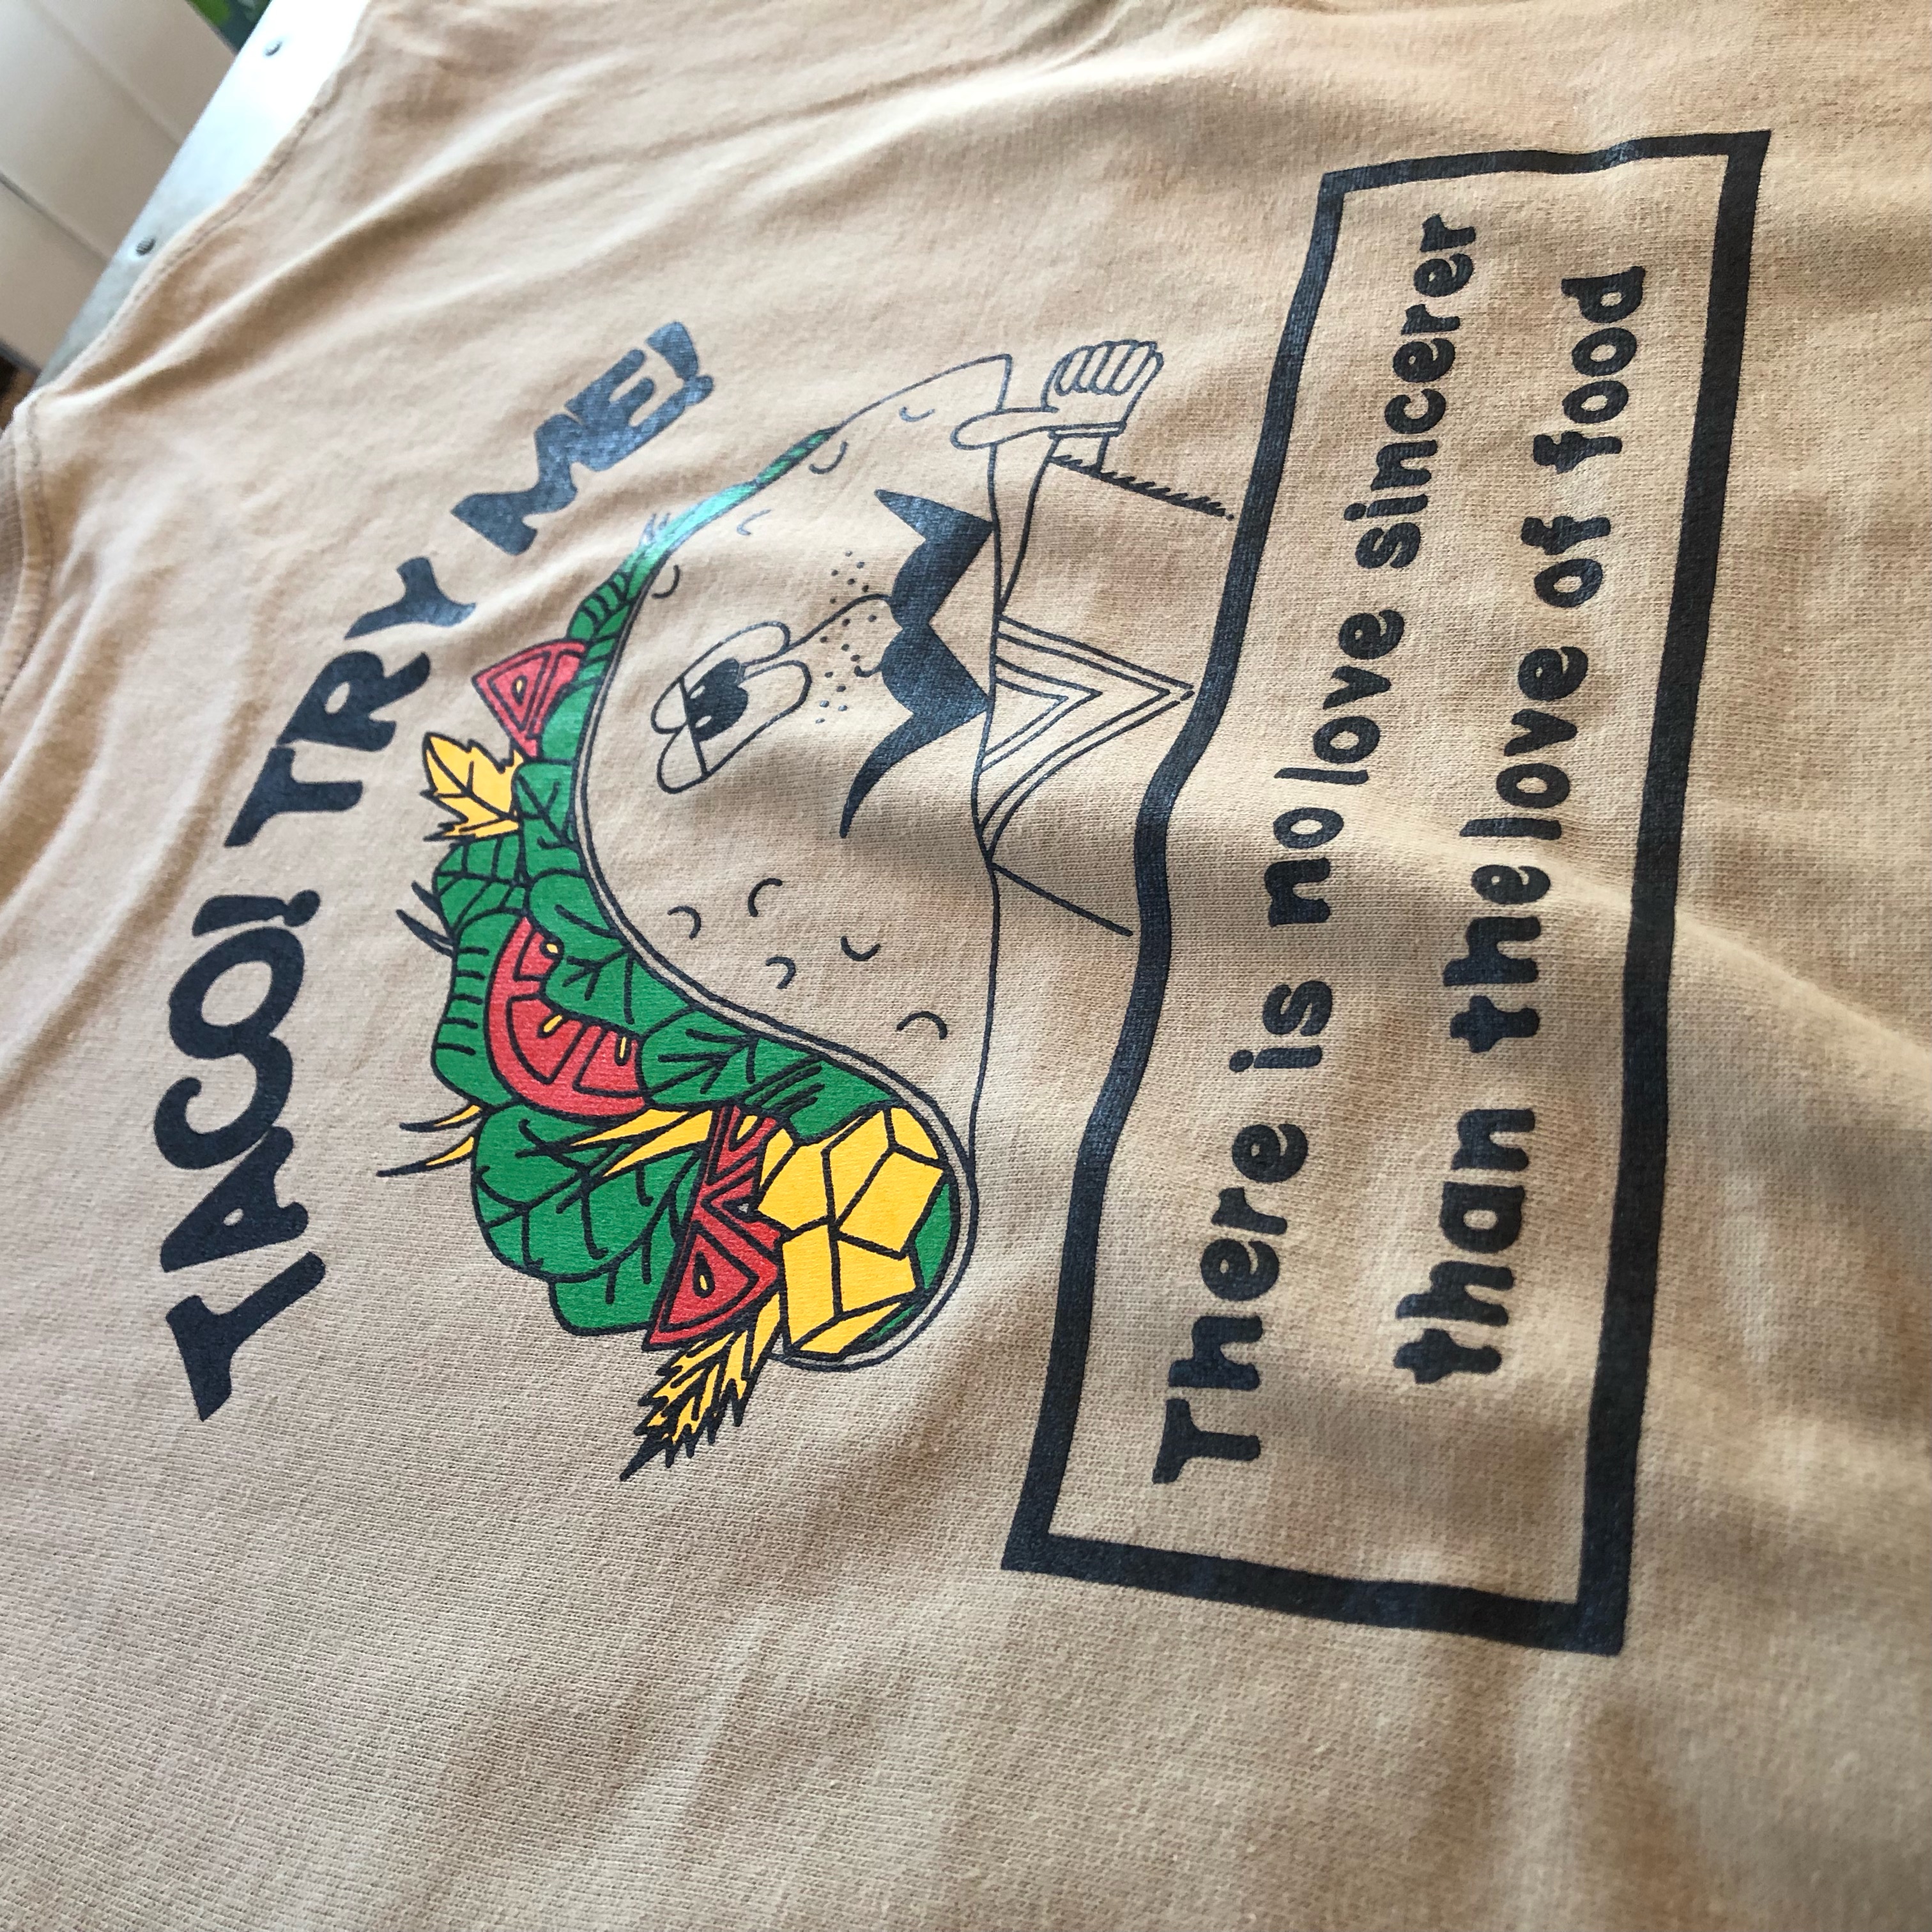 TACO! TRY ME!
There is no love sincerer
than the love of food